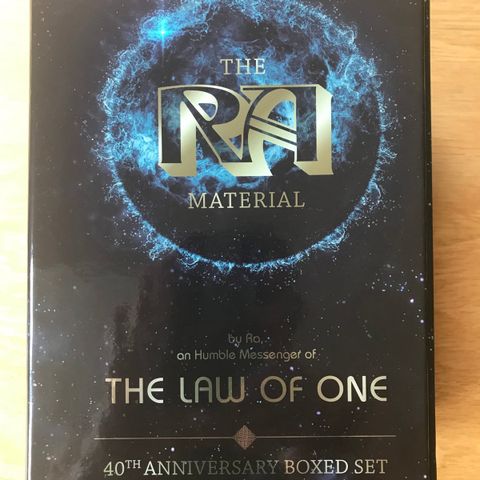 THE
RA
MATERIAL
by Ra,
an Humble Messenger of
THE LAW OF ONE
40TH ANNIVERSARY BOXED SET